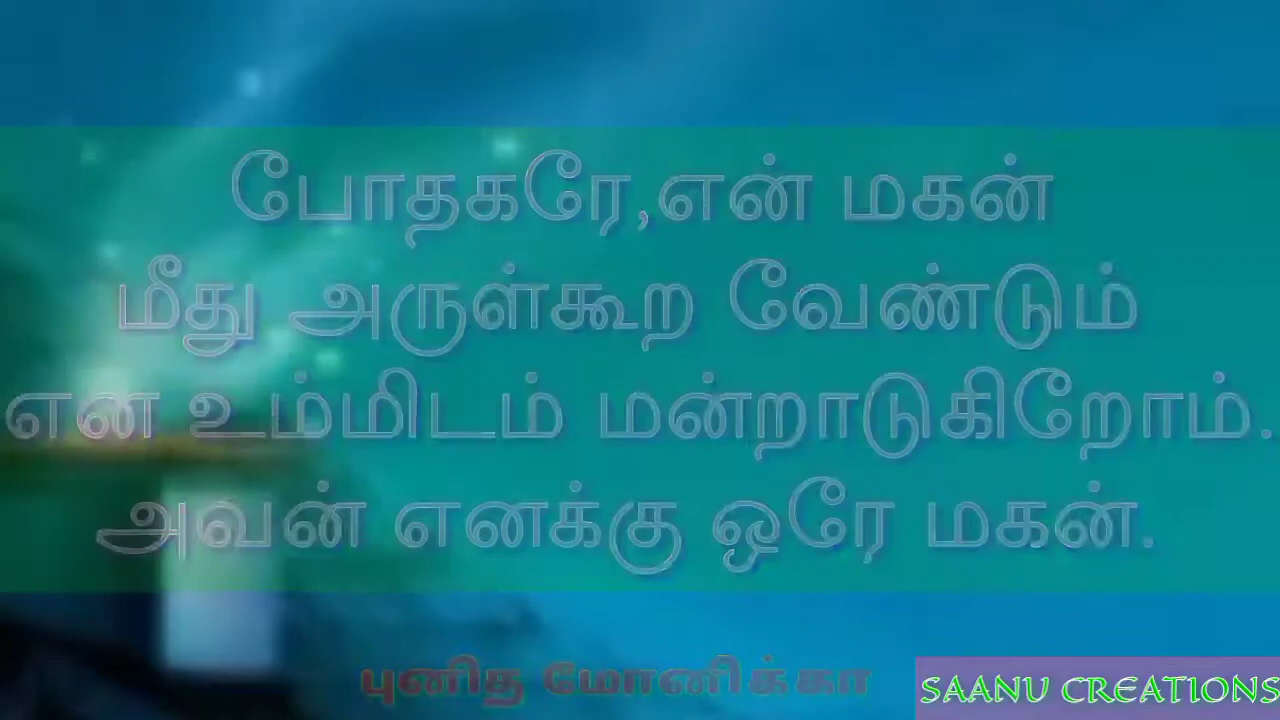 போதகரே,என் மகன்
மீது அருள்கூற வேண்டும்
என உம்மிடம் மன்றாடுகிறோம்.
அவன் எனக்கு ஒரே மகன்.
புனித மோனிக்கா
SAANU CREATIONS